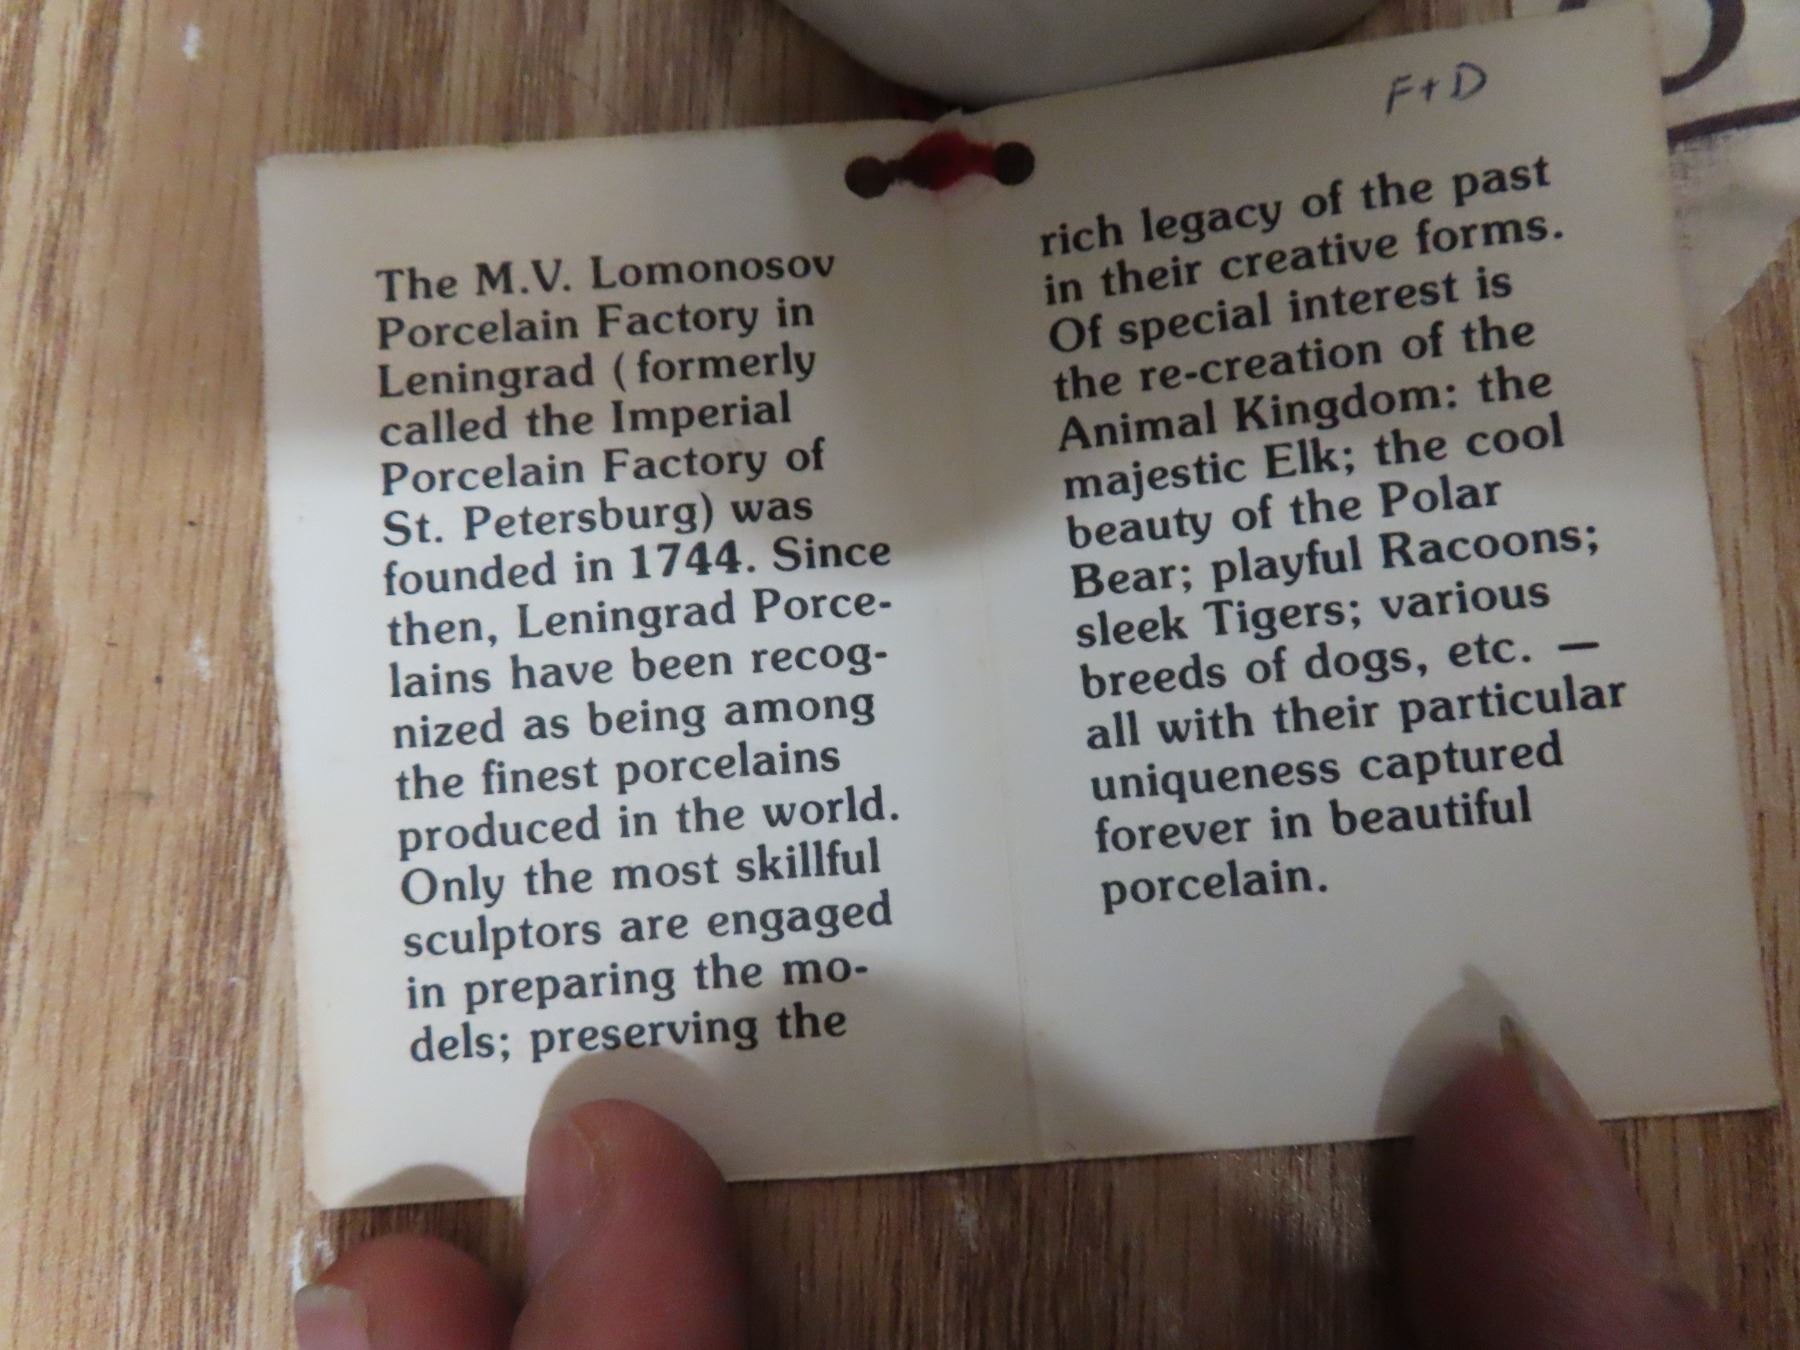 The M.V. Lomonosov
Porcelain Factory in
Leningrad ( formerly
called the Imperial
Porcelain Factory of
St. Petersburg) was
founded in 1744. Since
then, Leningrad Porce-
lains have been recog-
nized as being among
the finest porcelains
produced in the world.
Only the most skillful
sculptors are engaged
in preparing the mo-
dels; preserving the
F+D
rich legacy of the past
in their creative forms.
Of special interest is
the re-creation of the
Animal Kingdom: the
majestic Elk; the cool
beauty of the Polar
Bear; playful Racoons;
sleek Tigers; various
breeds of dogs, etc. —
all with their particular
uniqueness captured
forever in beautiful
porcelain.